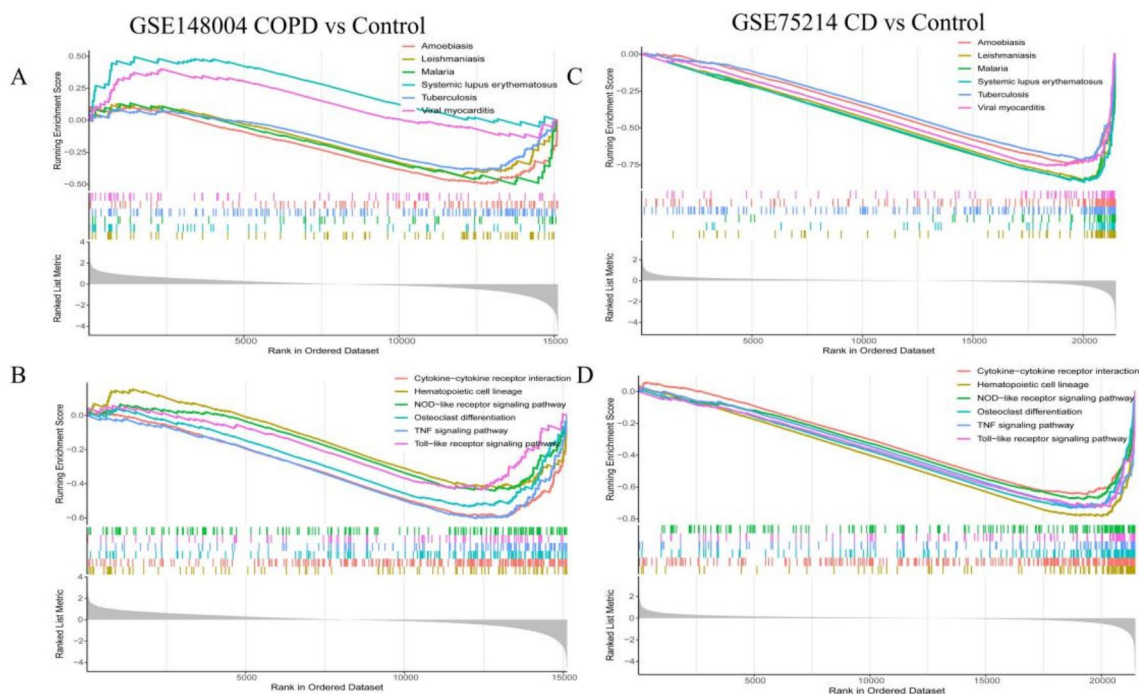 GSE148004 COPD vs Control
GSE75214 CD vs Control
A
Running Enrichment Score
0.50
0.25
0.00
−0.25
−0.50
Amoebiasis
Leishmaniasis
Malaria
Systemic lupus erythematosus
Tuberculosis
Viral myocarditis
Ranked List Metric
4
2
0
−2
−4
5000
10000
15000
Rank in Ordered Dataset
C
Running Enrichment Score
0.00
−0.25
−0.50
−0.75
Amoebiasis
Leishmaniasis
Malaria
Systemic lupus erythematosus
Tuberculosis
Viral myocarditis
Ranked List Metric
2
0
−2
−4
5000
10000
15000
20000
Rank in Ordered Dataset
B
Running Enrichment Score
0.0
−0.2
−0.4
−0.6
Cytokine−cytokine receptor interaction
Hematopoietic cell lineage
NOD−like receptor signaling pathway
Osteoclast differentiation
TNF signaling pathway
Toll−like receptor signaling pathway
Ranked List Metric
2
0
−2
−4
5000
10000
15000
Rank in Ordered Dataset
D
Running Enrichment Score
0.0
−0.2
−0.4
−0.6
−0.8
Cytokine−cytokine receptor interaction
Hematopoietic cell lineage
NOD−like receptor signaling pathway
Osteoclast differentiation
TNF signaling pathway
Toll−like receptor signaling pathway
Ranked List Metric
2
0
−2
−4
5000
10000
15000
20000
Rank in Ordered Dataset